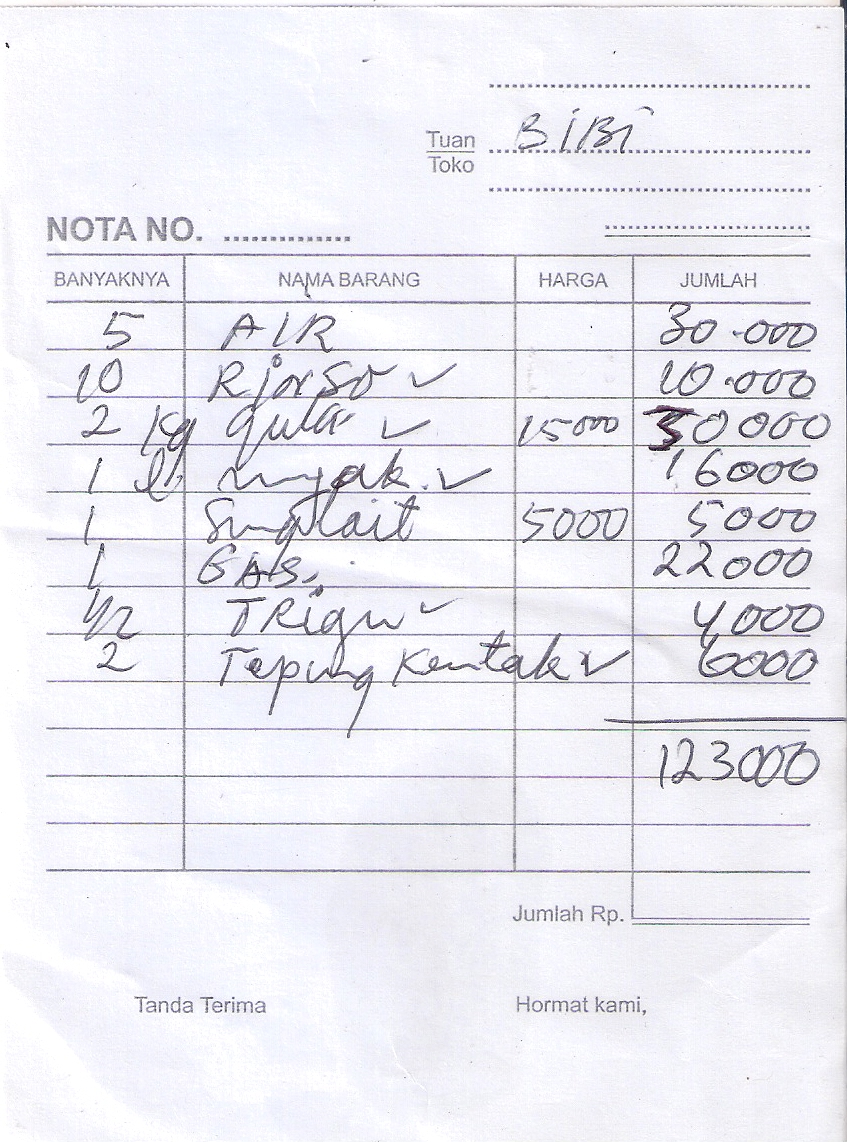 Tuan BiBi
Toko
NOTA NO. ....................
BANYAKNYA NAMA BARANG HARGA JUMLAH
5 AIR 30.000
10 10.000
2 Kg gula ✓ 15000 30000
1 ✓ 16000
1 Sunlait 5000 5000
1 GAS. 22000
1/2 TRigu ✓ 4000
2 Tepung Kentak ✓ 6000
123000
Jumlah Rp.
Tanda Terima Hormat kami,